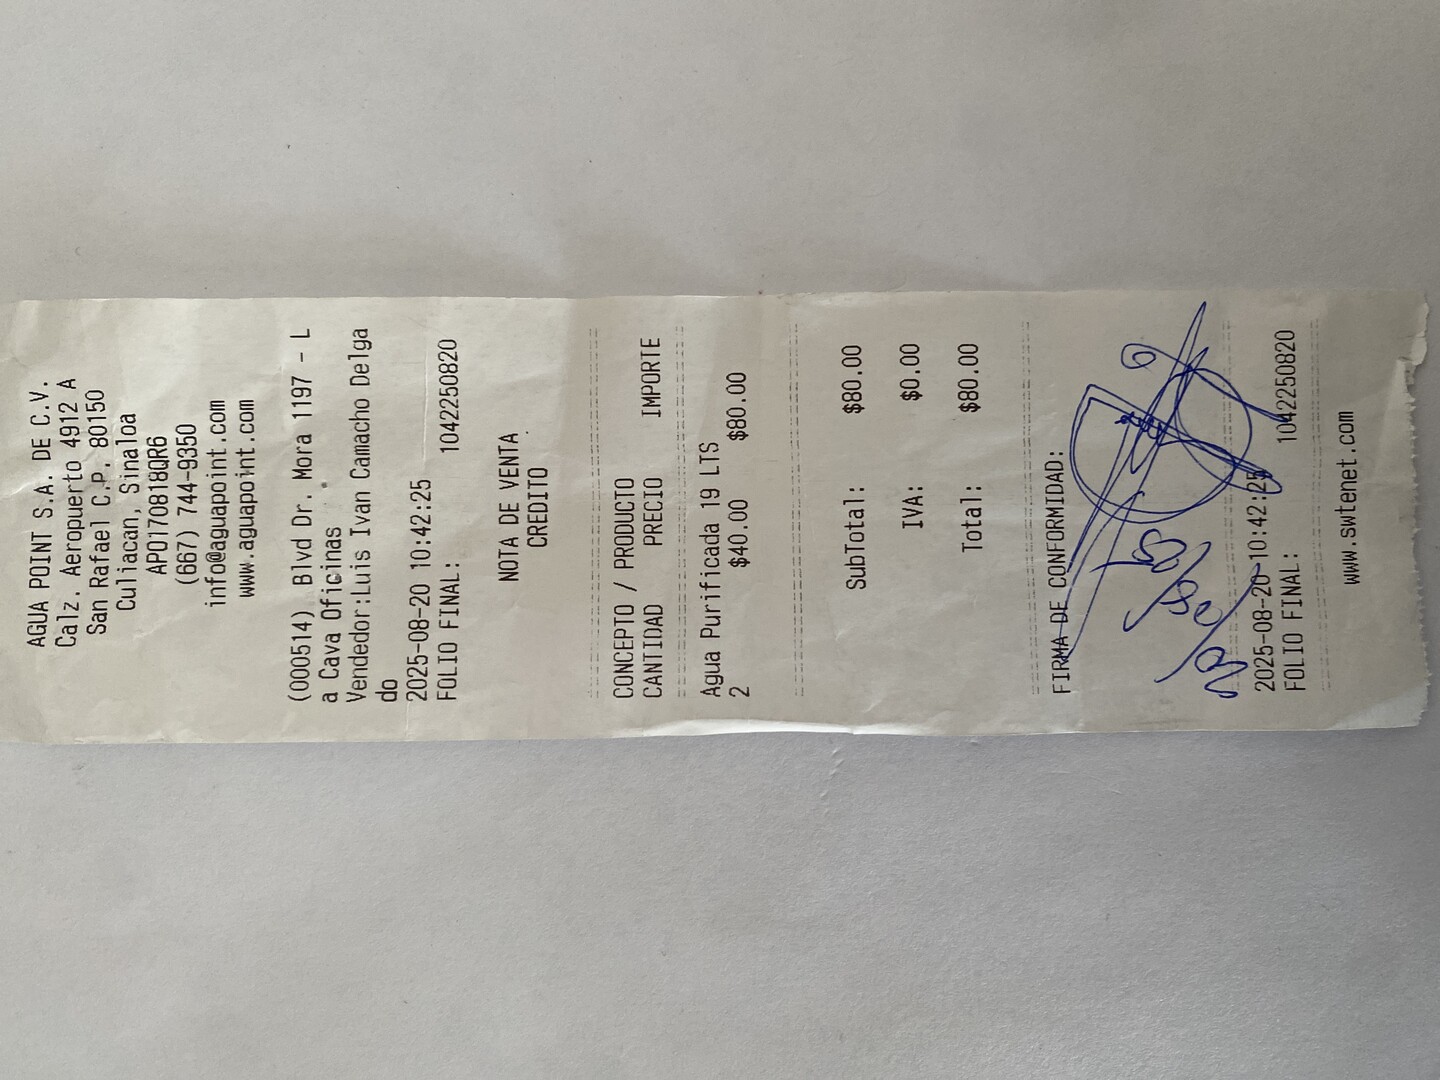 AGUA POINT S.A. DE C.V.
Calz. Aeropuerto 4912 A
San Rafael C.P. 80150
Culiacan, Sinaloa
APO170818QR6
(667) 744-9350
info@aguapoint.com
www.aguapoint.com
(000514) Blvd Dr. Mora 1197 - L
a Cava Oficinas
Vendedor:Luis Ivan Camacho Delga
do
2025-08-20 10:42:25
FOLIO FINAL: 1042250820
NOTA DE VENTA
CREDITO
CONCEPTO / PRODUCTO
CANTIDAD PRECIO IMPORTE
Agua Purificada 19 LTS
2 $40.00 $80.00
SubTotal: $80.00
IVA: $0.00
Total: $80.00
FIRMA DE CONFORMIDAD:
2025-08-20 10:42:25
FOLIO FINAL: 1042250820
www.swtenet.com